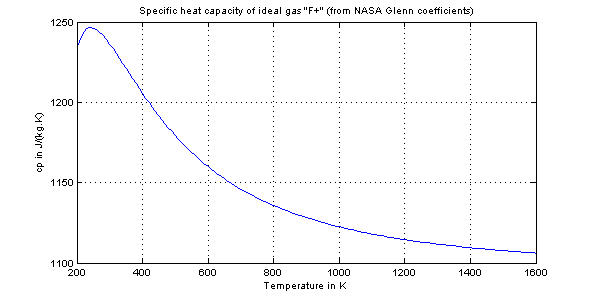 Specific heat capacity of ideal gas "F+" (from NASA Glenn coefficients)
1250
1200
1150
1100
cp in J/(kg.K)
200 400 600 800 1000 1200 1400 1600
Temperature in K